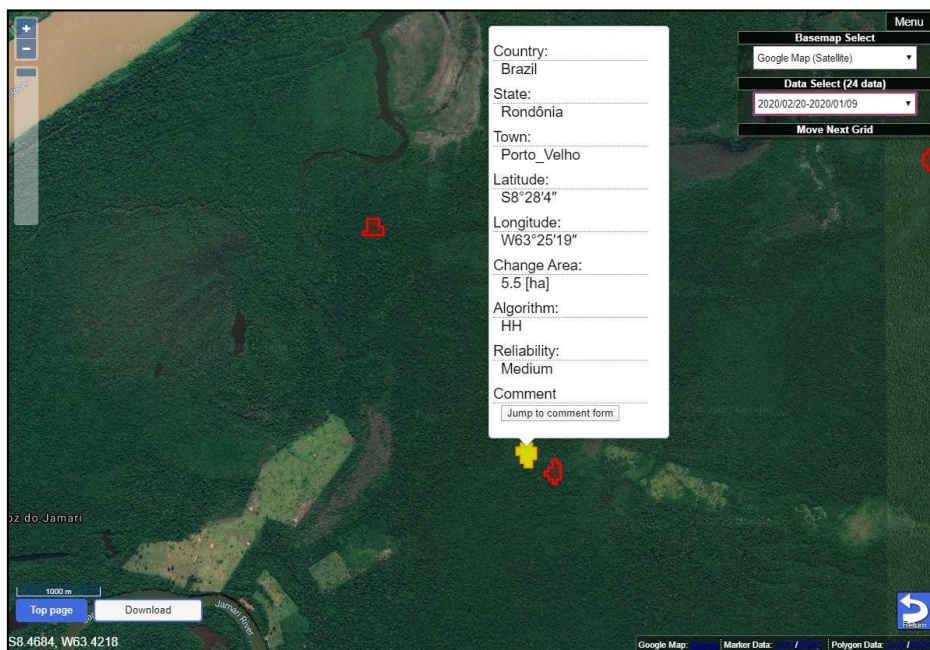 +
−
© 202
River
Menu
Basemap Select
Google Map (Satellite)
Data Select (24 data)
2020/02/20-2020/01/09
Move Next Grid
Country:
Brazil
State:
Rondônia
Town:
Porto_Velho
Latitude:
S8°28'4"
Longitude:
W63°25'19"
Change Area:
5.5 [ha]
Algorithm:
HH
Reliability:
Medium
Comment
Jump to comment form
oz do Jamari
1000 m
Top page
Download
Jamari River
Return
S8.4684, W63.4218
Google Map:
Marker Data:
/
Polygon Data:
/